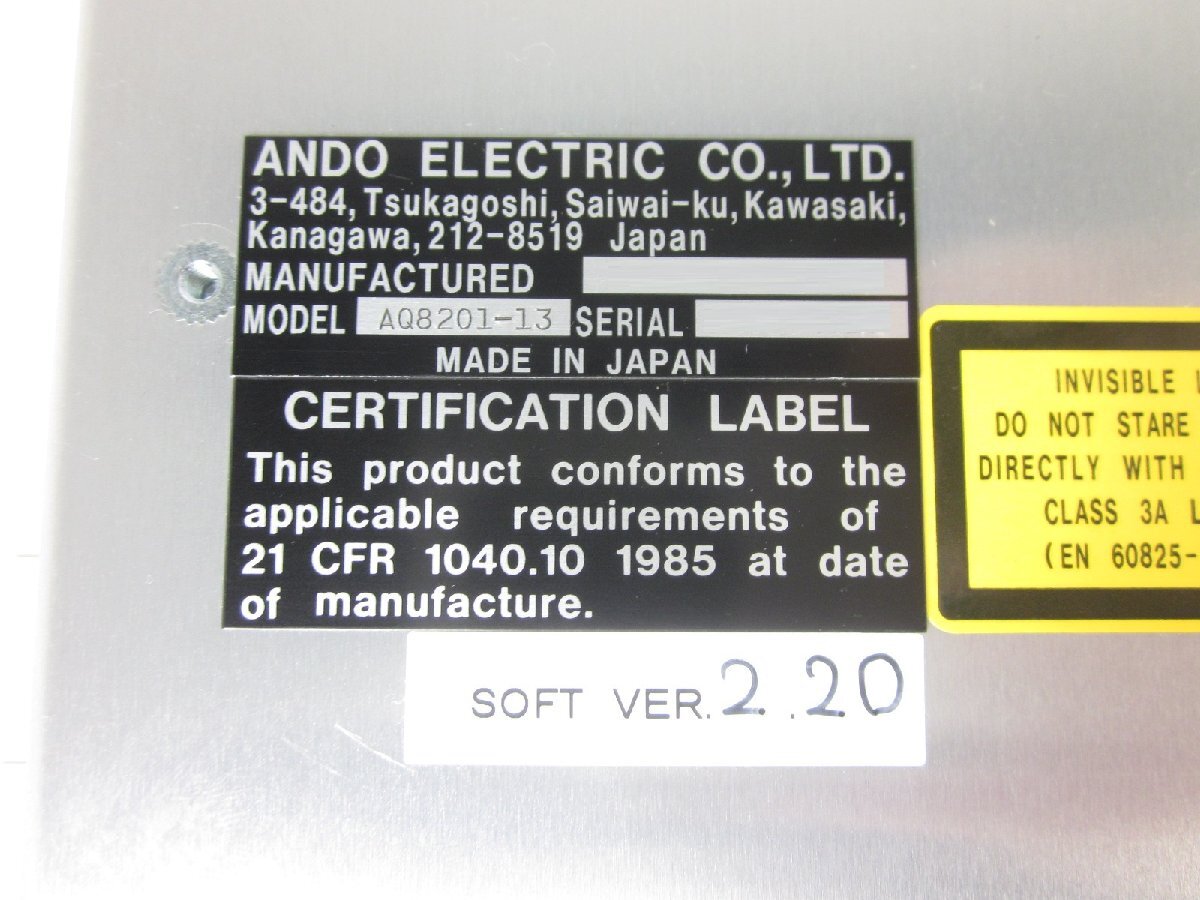 ANDO ELECTRIC CO., LTD.
3-484, Tsukagoshi, Saiwai-ku, Kawasaki,
Kanagawa, 212-8519 Japan
MANUFACTURED
MODEL AQ8201-13 SERIAL
MADE IN JAPAN
CERTIFICATION LABEL
This product conforms to the
applicable requirements of
21 CFR 1040.10 1985 at date
of manufacture.
SOFT VER. 2.20
INVISIBLE
DO NOT STARE
DIRECTLY WITH
CLASS 3A
(EN 60825-